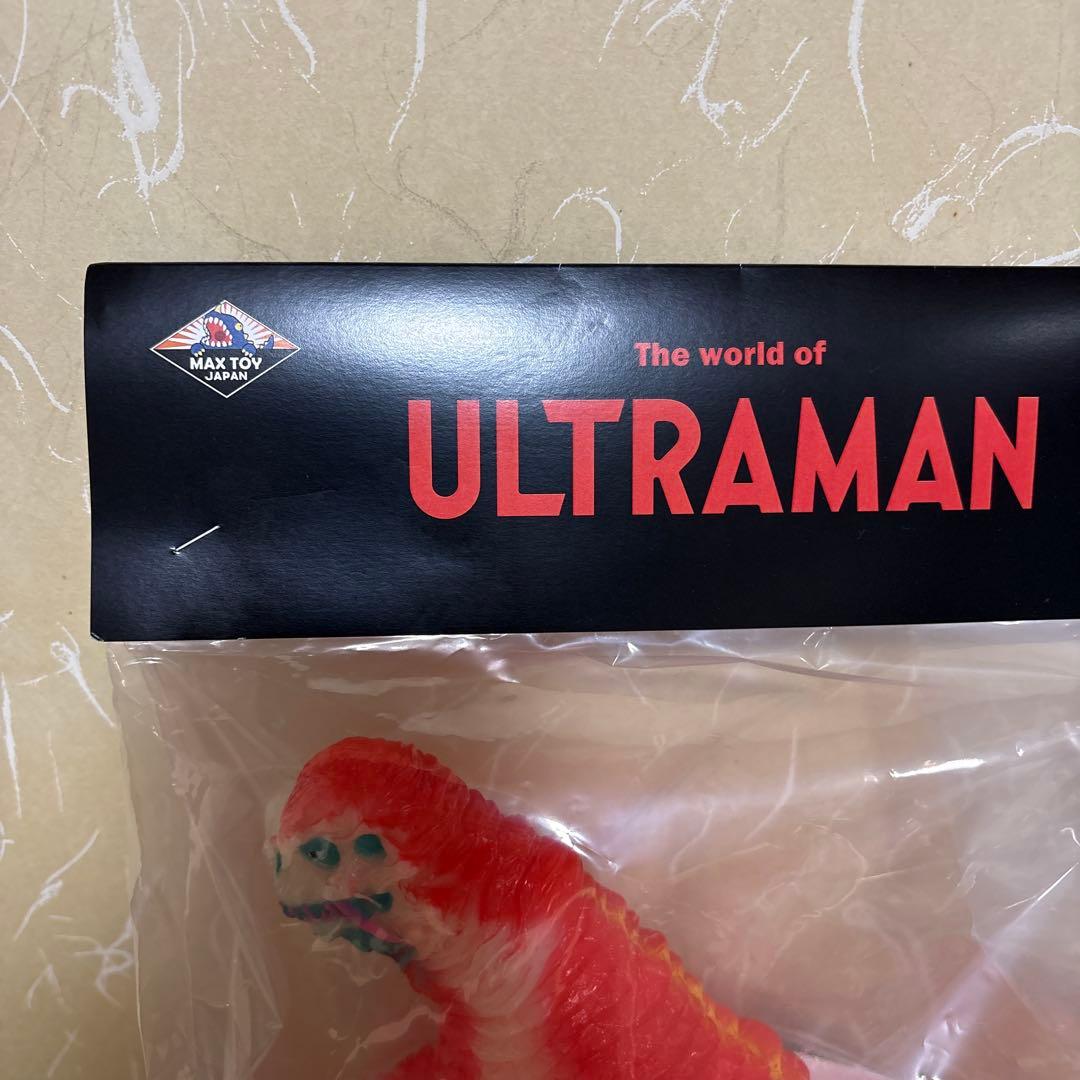 MAX TOY
JAPAN
The world of
ULTRAMAN